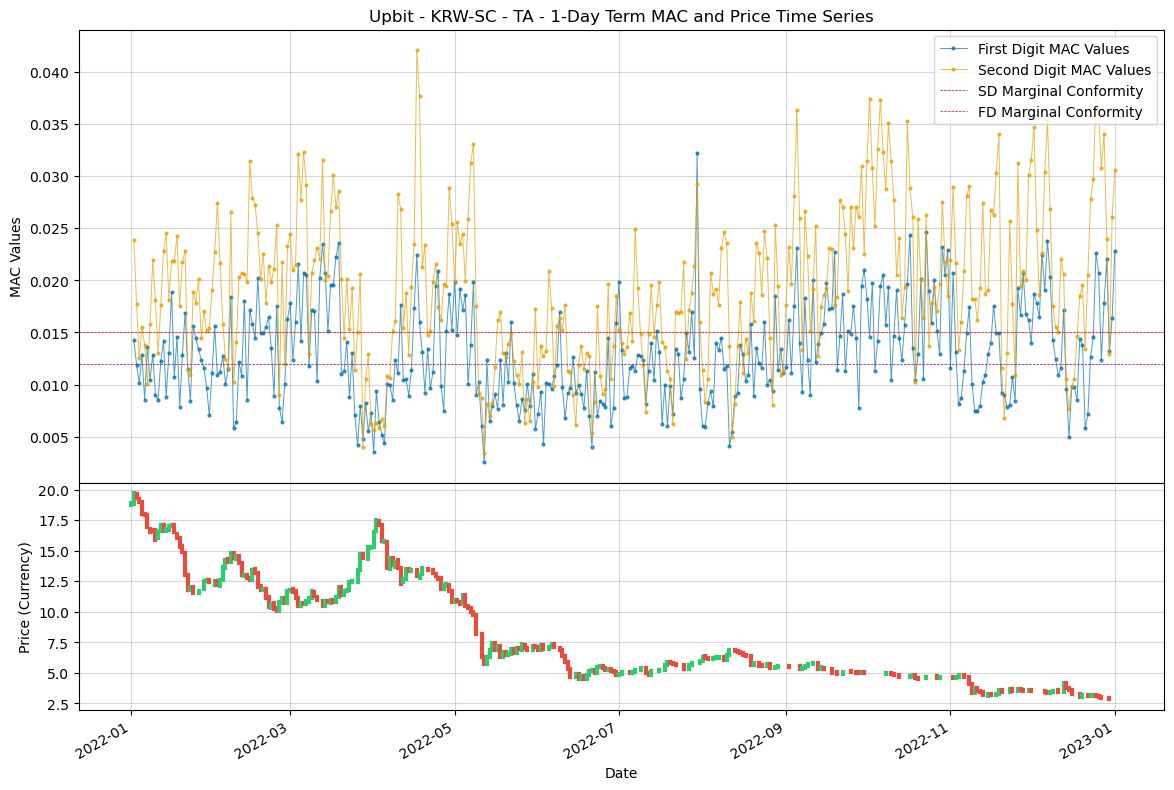 Upbit - KRW-SC - TA - 1-Day Term MAC and Price Time Series
First Digit MAC Values
Second Digit MAC Values
SD Marginal Conformity
FD Marginal Conformity
MAC Values
0.040
0.035
0.030
0.025
0.020
0.015
0.010
0.005
Price (Currency)
20.0
17.5
15.0
12.5
10.0
7.5
5.0
2.5
2022-01
2022-03
2022-05
2022-07
2022-09
2022-11
2023-01
Date